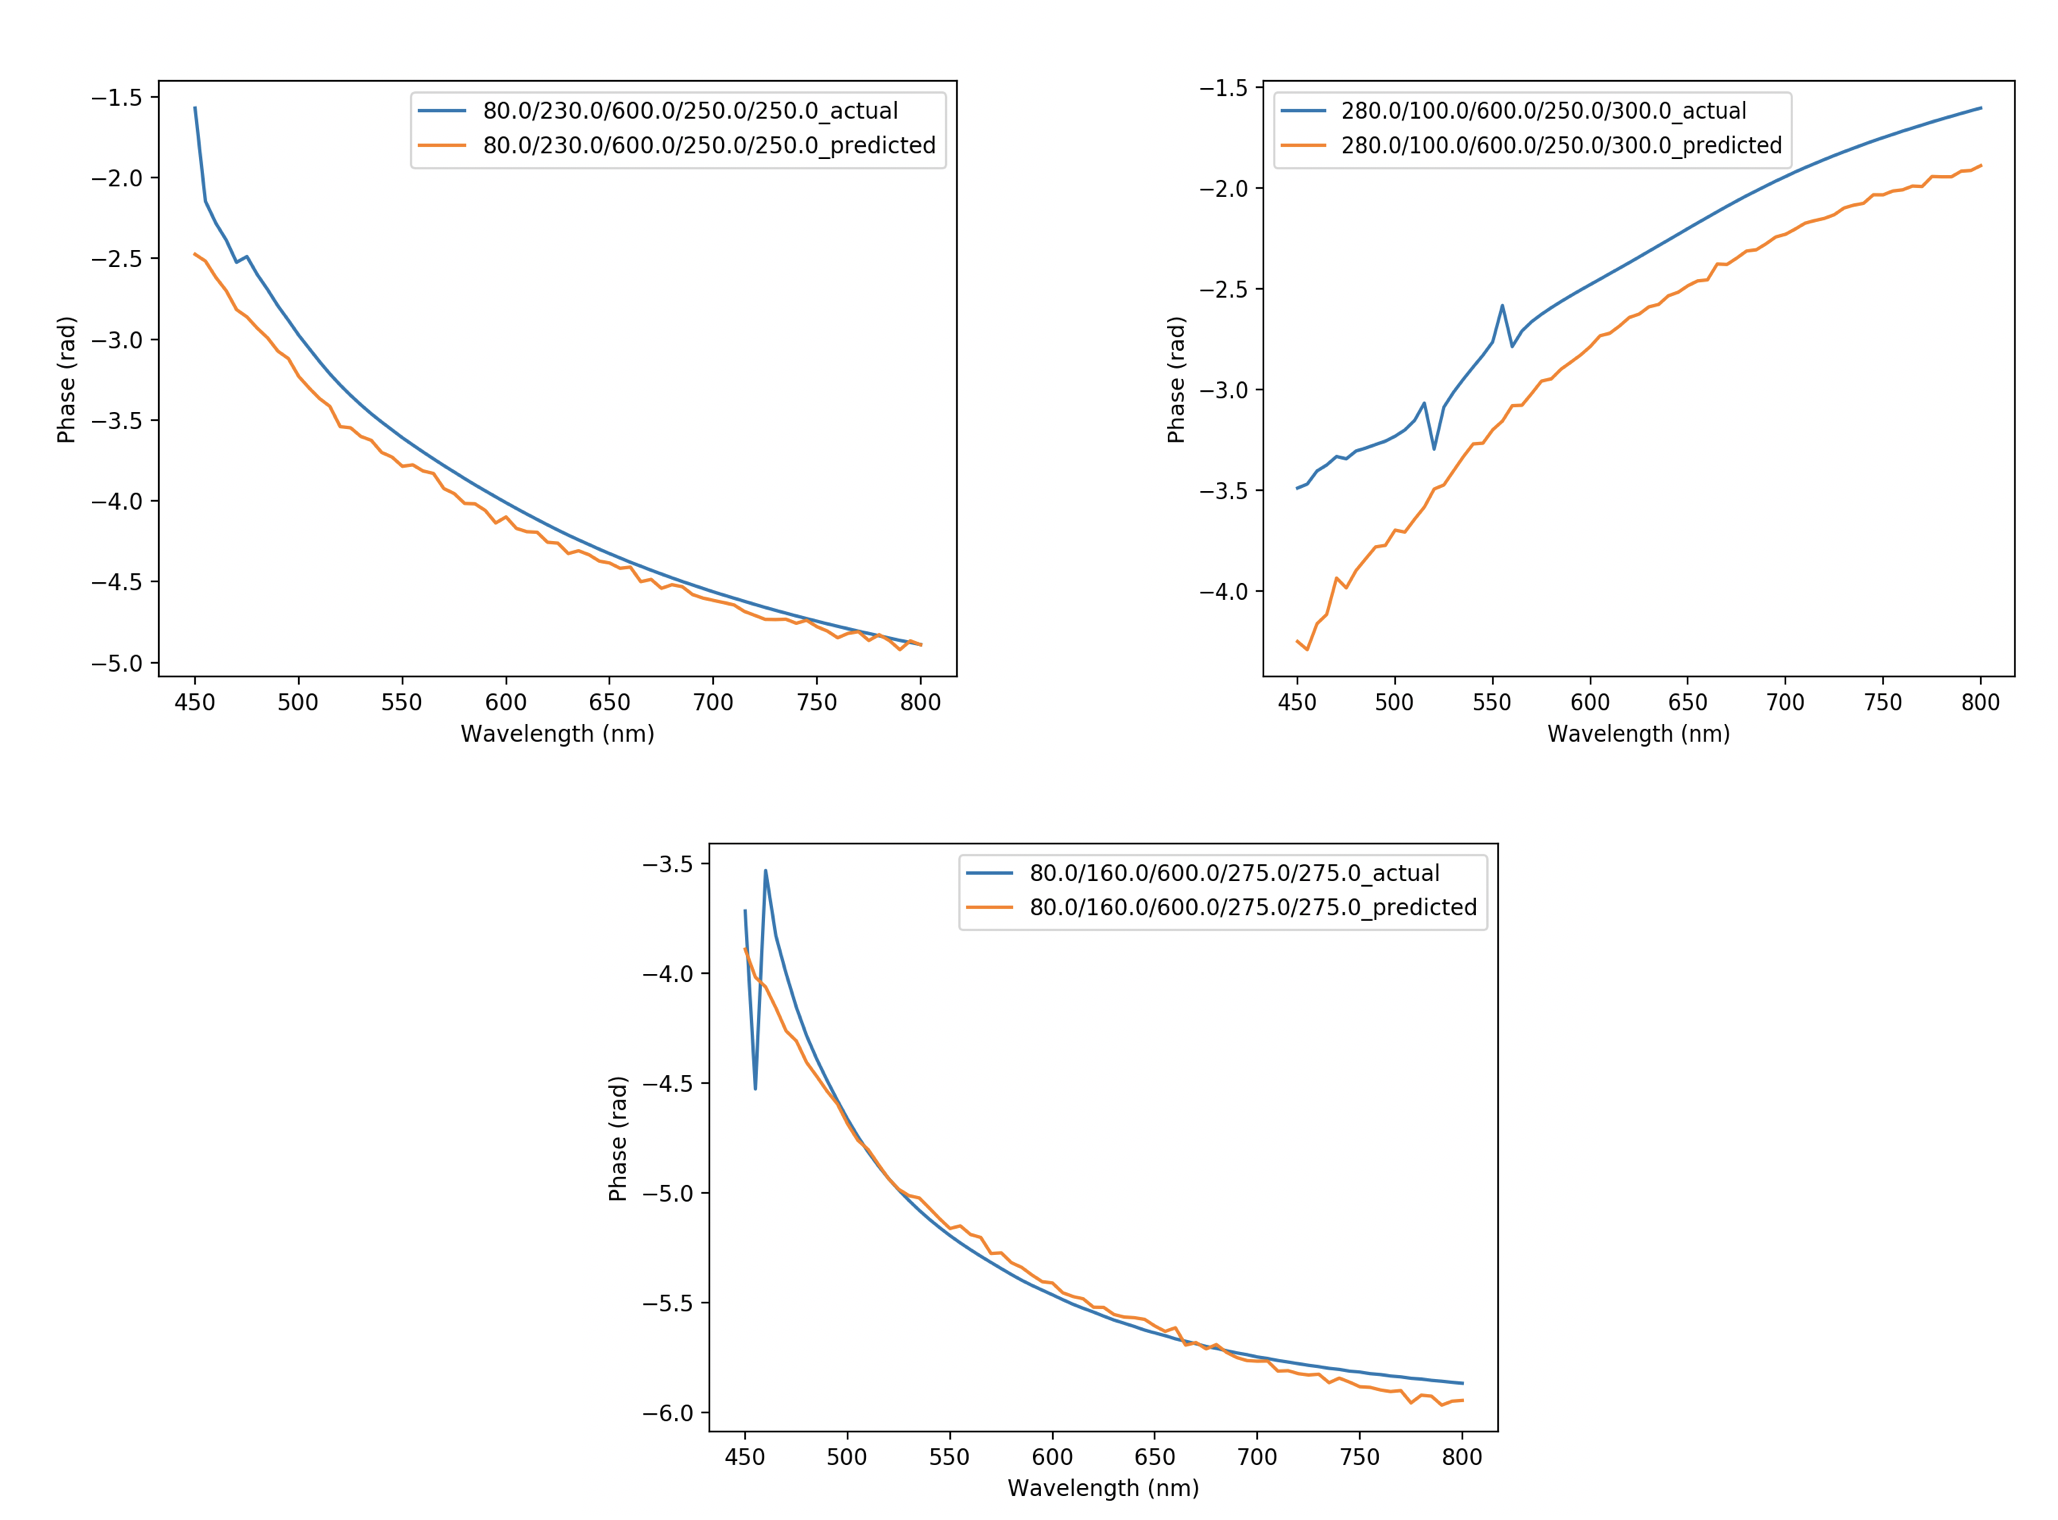 80.0/230.0/600.0/250.0/250.0_actual
80.0/230.0/600.0/250.0/250.0_predicted
−1.5
−2.0
−2.5
−3.0
−3.5
−4.0
−4.5
−5.0
Phase (rad)
450 500 550 600 650 700 750 800
Wavelength (nm)
280.0/100.0/600.0/250.0/300.0_actual
280.0/100.0/600.0/250.0/300.0_predicted
−1.5
−2.0
−2.5
−3.0
−3.5
−4.0
Phase (rad)
450 500 550 600 650 700 750 800
Wavelength (nm)
80.0/160.0/600.0/275.0/275.0_actual
80.0/160.0/600.0/275.0/275.0_predicted
−3.5
−4.0
−4.5
−5.0
−5.5
−6.0
Phase (rad)
450 500 550 600 650 700 750 800
Wavelength (nm)